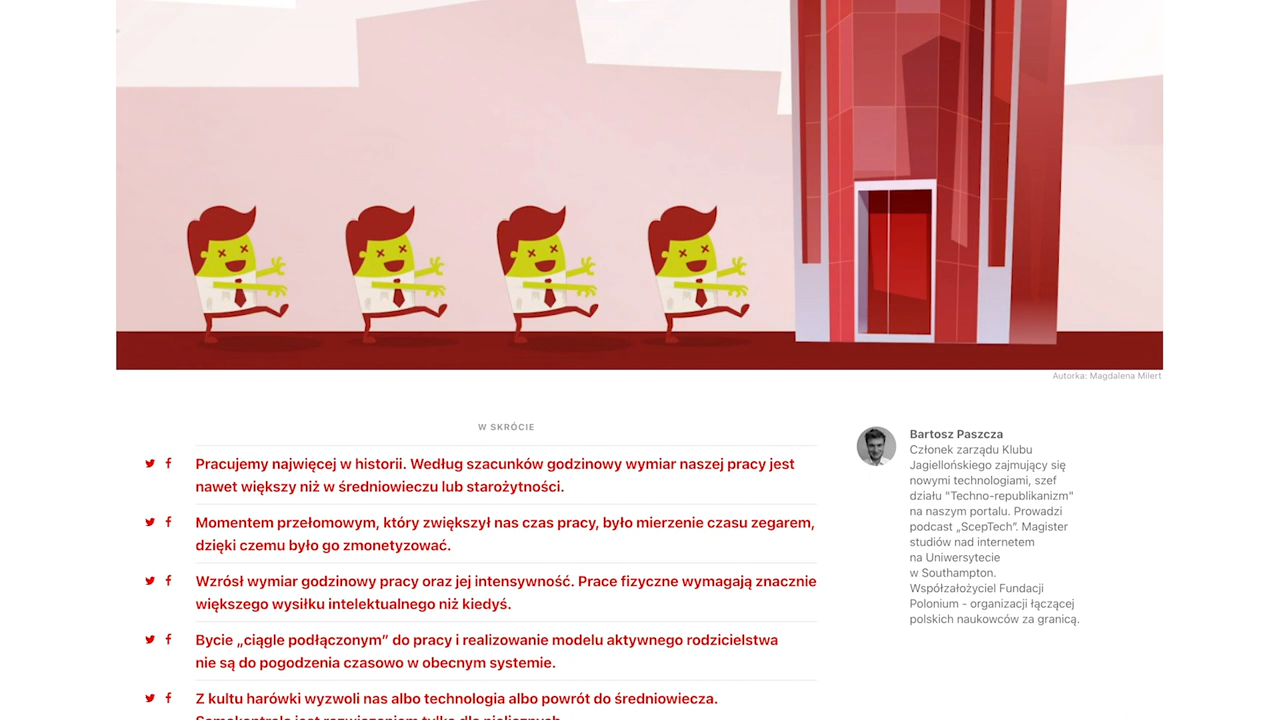 Autorka: Magdalena Milert
W SKRÓCIE
Pracujemy najwięcej w historii. Według szacunków godzinowy wymiar naszej pracy jest
nawet większy niż w średniowieczu lub starożytności.
Momentem przełomowym, który zwiększył nas czas pracy, było mierzenie czasu zegarem,
dzięki czemu było go zmonetyzować.
Wzrósł wymiar godzinowy pracy oraz jej intensywność. Prace fizyczne wymagają znacznie
większego wysiłku intelektualnego niż kiedyś.
Bycie „ciągle podłączonym” do pracy i realizowanie modelu aktywnego rodzicielstwa
nie są do pogodzenia czasowo w obecnym systemie.
Z kultu harówki wyzwoli nas albo technologia albo powrót do średniowiecza.
Samokontrola jest rozwiązaniem tylko dla nielicznych.
Bartosz Paszcza
Członek zarządu Klubu
Jagiellońskiego zajmujący się
nowymi technologiami, szef
działu "Techno-republikanizm"
na naszym portalu. Prowadzi
podcast „ScepTech”. Magister
studiów nad internetem
na Uniwersytecie
w Southampton.
Współzałożyciel Fundacji
Polonium - organizacji łączącej
polskich naukowców za granicą.